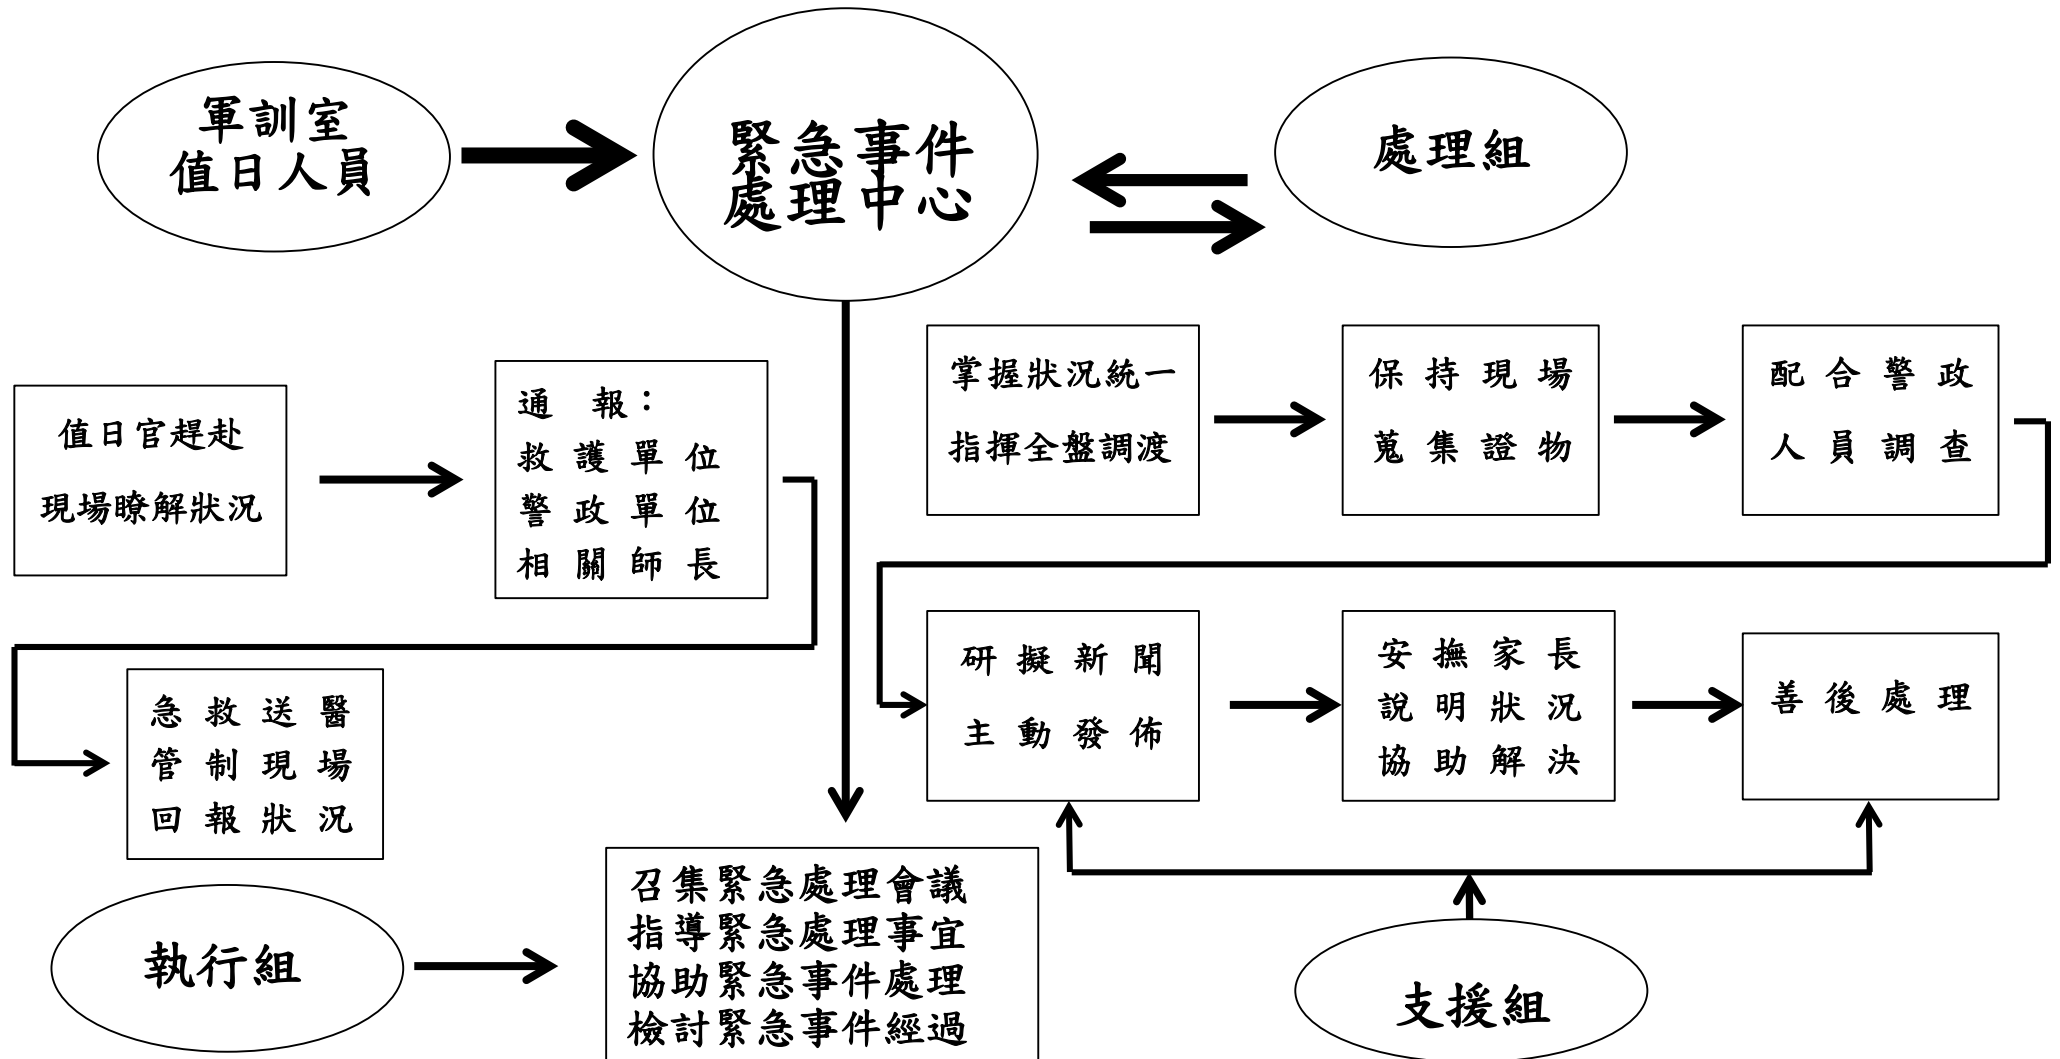 軍訓室
值日人員
緊急事件
處理中心
處理組
值日官趕赴
現場瞭解狀況
通 報：
救護單位
警政單位
相關師長
掌握狀況統一
指揮全盤調渡
保持現場
蒐集證物
配合警政
人員調查
急救送醫
管制現場
回報狀況
研擬新聞
主動發佈
安撫家長
說明狀況
協助解決
善後處理
執行組
召集緊急處理會議
指導緊急處理事宜
協助緊急事件處理
檢討緊急事件經過
支援組